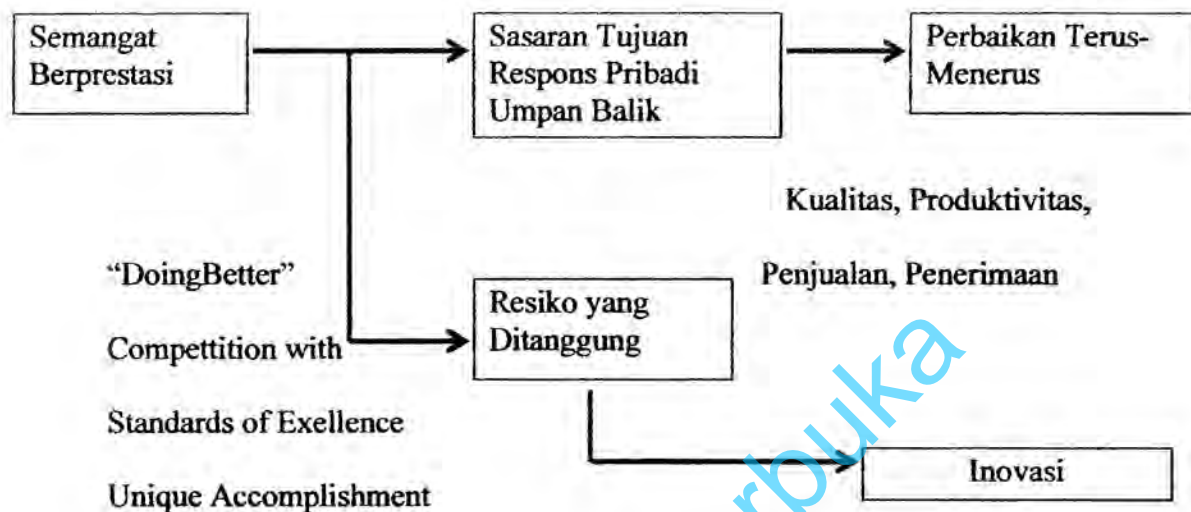 Semangat
Berprestasi
Sasaran Tujuan
Respons Pribadi
Umpan Balik
Perbaikan Terus-
Menerus
Kualitas, Produktivitas,
Penjualan, Penerimaan
“DoingBetter”
Compettition with
Standards of Exellence
Unique Accomplishment
Resiko yang
Ditanggung
Inovasi
rbuka